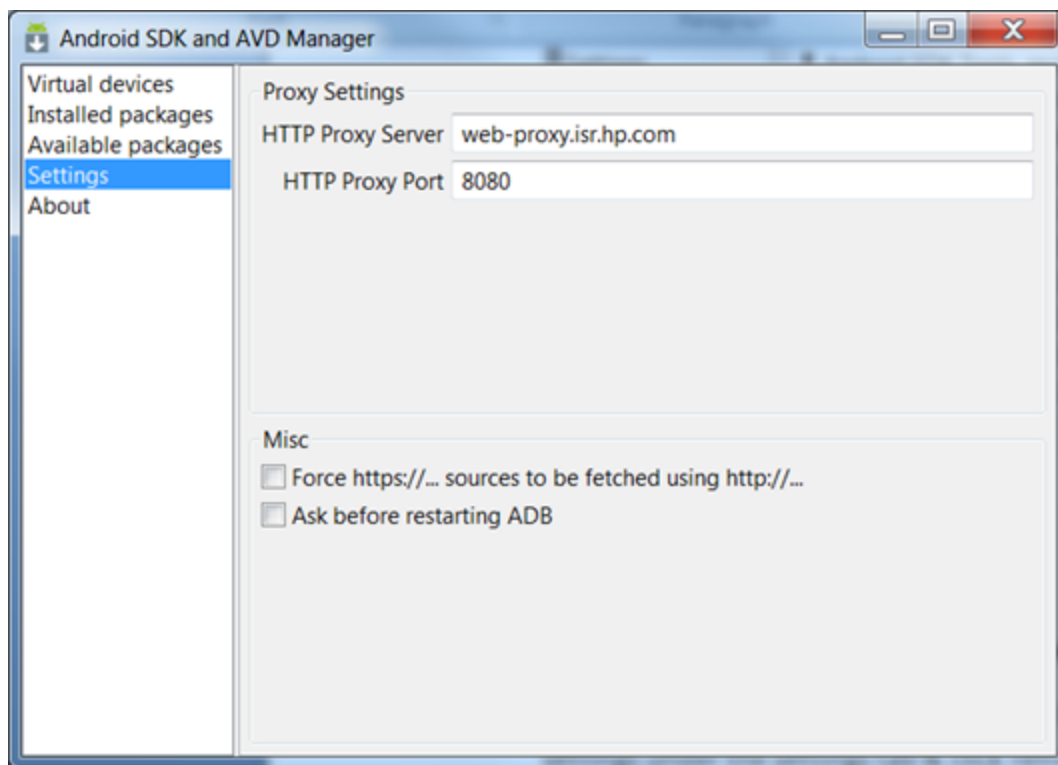 Android SDK and AVD Manager
Virtual devices
Installed packages
Available packages
Settings
About
Proxy Settings
HTTP Proxy Server web-proxy.isr.hp.com
HTTP Proxy Port 8080
Misc
Force https://... sources to be fetched using http://...
Ask before restarting ADB